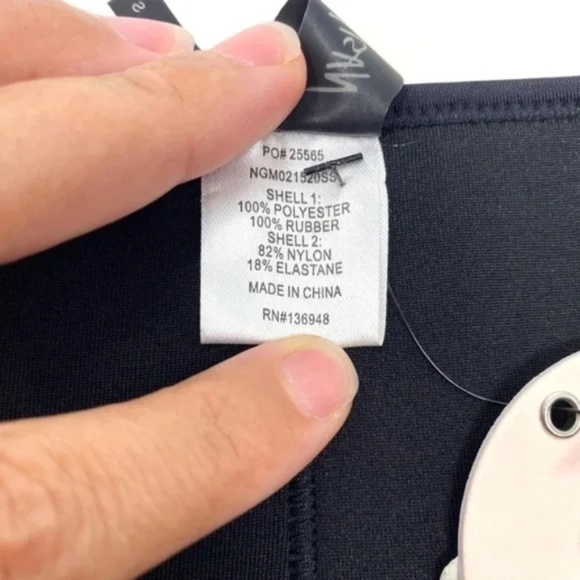 PO# 25565
NGM021520SS
SHELL 1:
100% POLYESTER
100% RUBBER
SHELL 2:
82% NYLON
18% ELASTANE
MADE IN CHINA
RN#136948